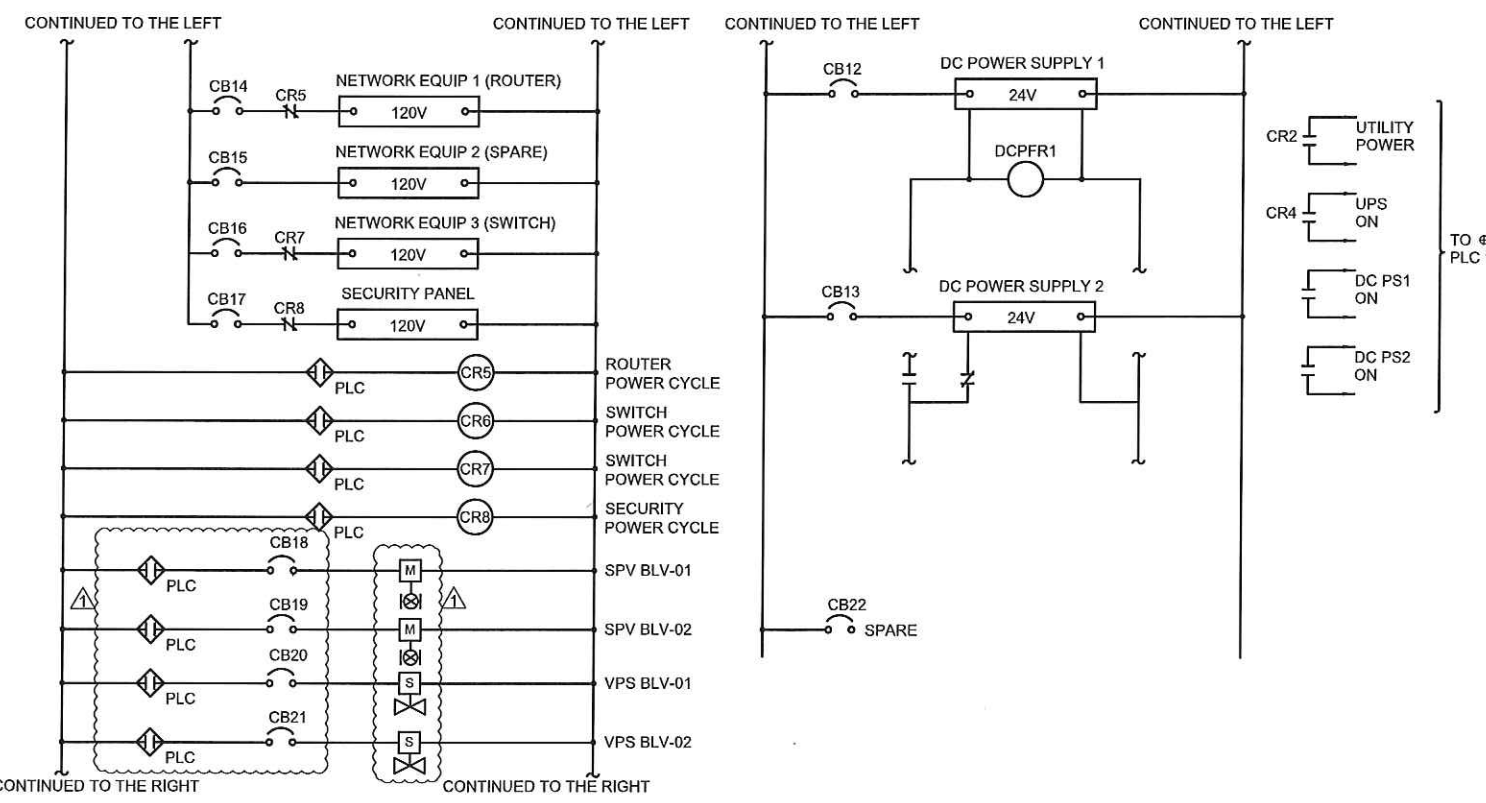 CONTINUED TO THE LEFT
CONTINUED TO THE LEFT
CB14
CR5
NETWORK EQUIP 1 (ROUTER)
120V
CB15
NETWORK EQUIP 2 (SPARE)
120V
CB16
CR7
NETWORK EQUIP 3 (SWITCH)
120V
CB17
CR8
SECURITY PANEL
120V
PLC
CR5
ROUTER
POWER CYCLE
PLC
CR6
SWITCH
POWER CYCLE
PLC
CR7
SWITCH
POWER CYCLE
PLC
CR8
SECURITY
POWER CYCLE
PLC
CB18
M
SPV BLV-01
1
1
PLC
CB19
M
SPV BLV-02
PLC
CB20
S
VPS BLV-01
PLC
CB21
S
VPS BLV-02
CONTINUED TO THE RIGHT
CONTINUED TO THE RIGHT
CONTINUED TO THE LEFT
CONTINUED TO THE LEFT
CB12
DC POWER SUPPLY 1
24V
DCPFR1
CB13
DC POWER SUPPLY 2
24V
CB22
SPARE
CR2
UTILITY
POWER
CR4
UPS
ON
DC PS1
ON
DC PS2
ON
TO
PLC